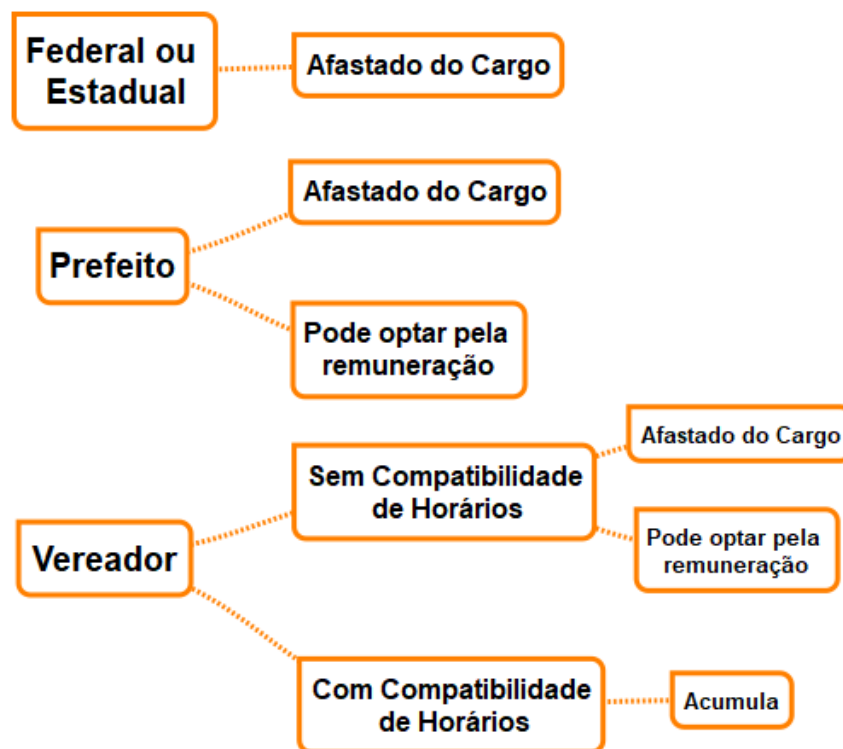 Federal ou
Estadual
Afastado do Cargo
Prefeito
Afastado do Cargo
Pode optar pela
remuneração
Vereador
Sem Compatibilidade
de Horários
Afastado do Cargo
Pode optar pela
remuneração
Com Compatibilidade
de Horários
Acumula